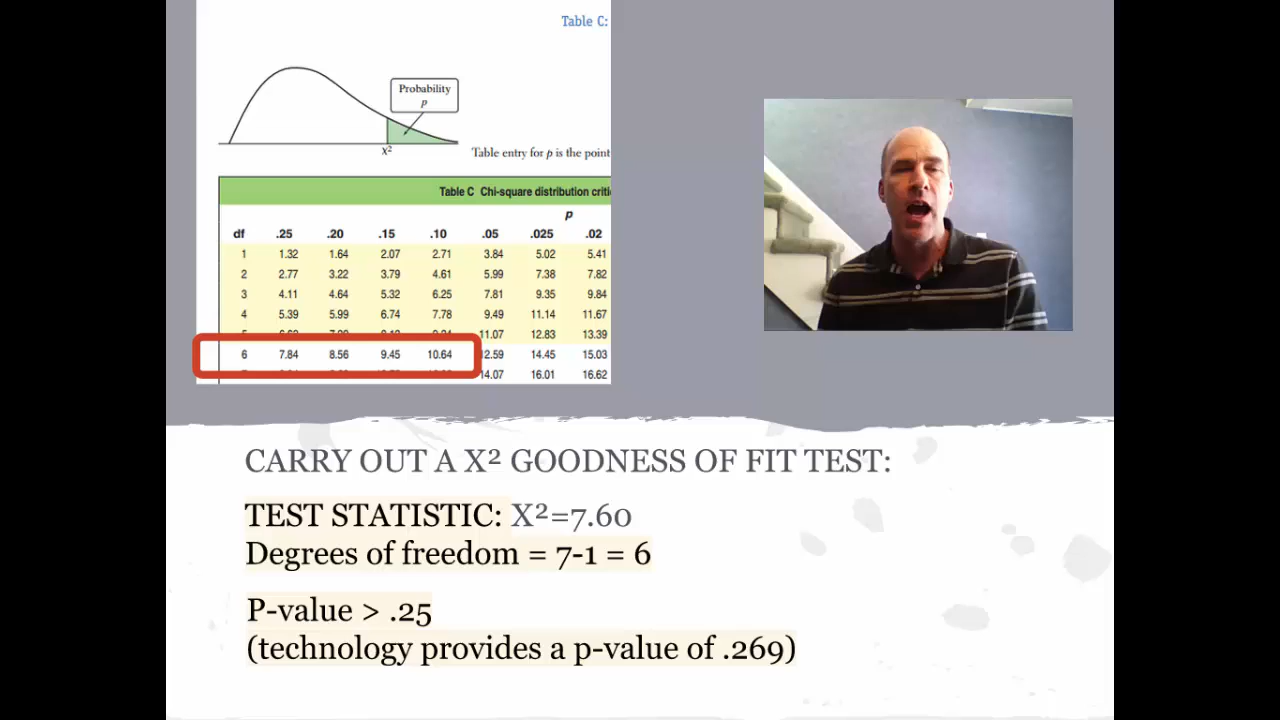 Table C:
Probability
p
χ²
Table entry for p is the point
Table C Chi-square distribution criti
p
df .25 .20 .15 .10 .05 .025 .02
1 1.32 1.64 2.07 2.71 3.84 5.02 5.41
2 2.77 3.22 3.79 4.61 5.99 7.38 7.82
3 4.11 4.64 5.32 6.25 7.81 9.35 9.84
4 5.39 5.99 6.74 7.78 9.49 11.14 11.67
11.07 12.83 13.39
6 7.84 8.56 9.45 10.64 12.59 14.45 15.03
14.07 16.01 16.62
CARRY OUT A X² GOODNESS OF FIT TEST:
TEST STATISTIC: X²=7.60
Degrees of freedom = 7-1 = 6
P-value > .25
(technology provides a p-value of .269)